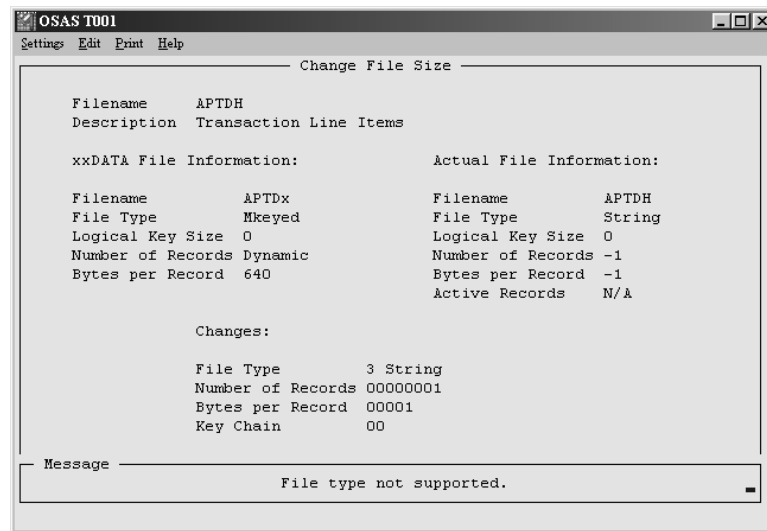 OSAS T001
Settings Edit Print Help
Change File Size
Filename APTDH
Description Transaction Line Items
xxDATA File Information: Actual File Information:
Filename APTDx Filename APTDH
File Type Mkeyed File Type String
Logical Key Size 0 Logical Key Size 0
Number of Records Dynamic Number of Records -1
Bytes per Record 640 Bytes per Record -1
Active Records N/A
Changes:
File Type 3 String
Number of Records 00000001
Bytes per Record 00001
Key Chain 00
Message
File type not supported.